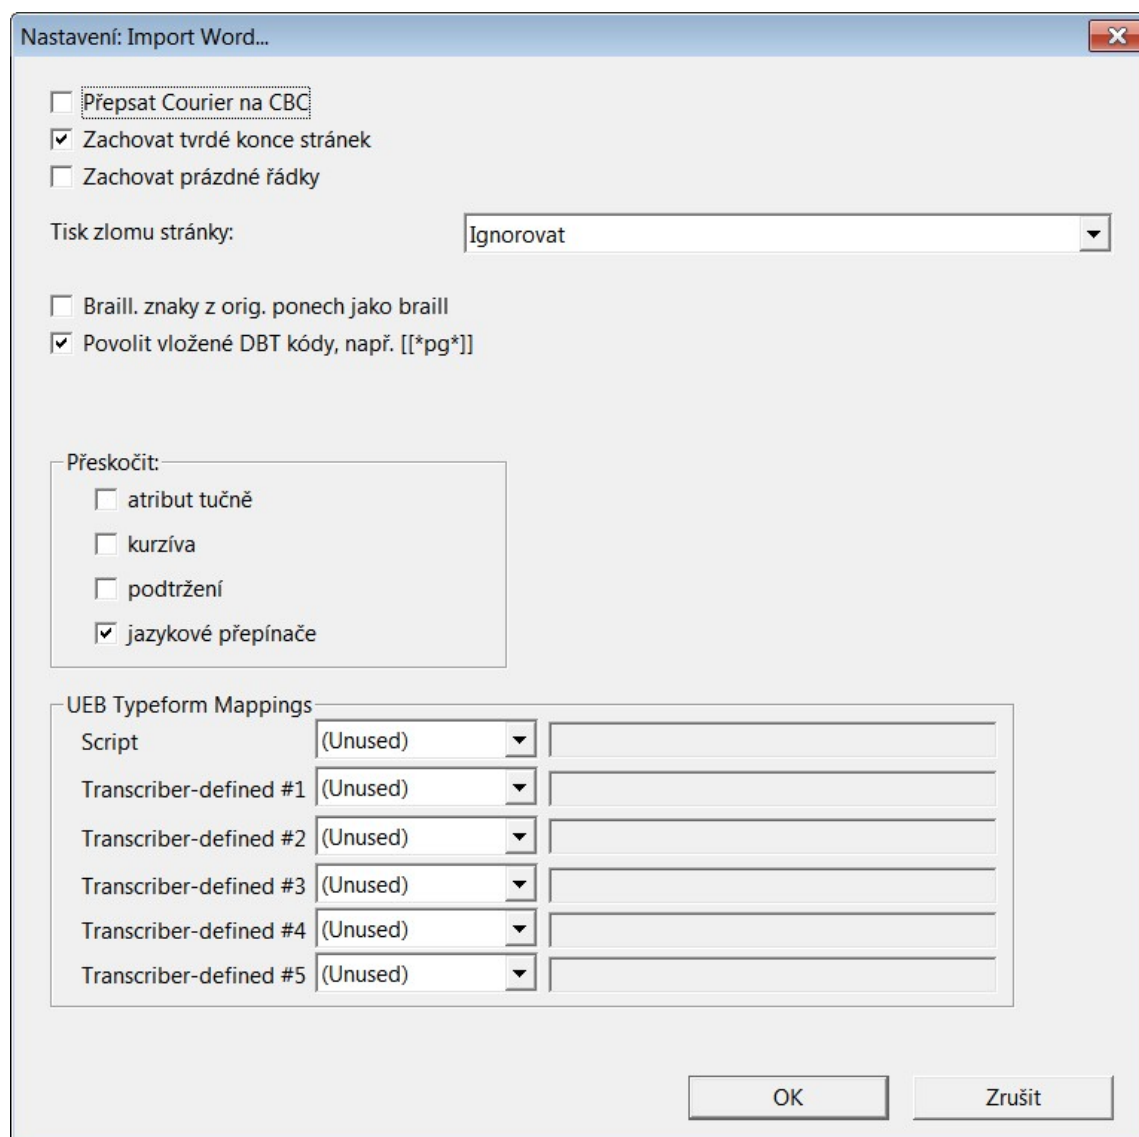 Nastavení: Import Word...
Přepsat Courier na CBC
Zachovat tvrdé konce stránek
Zachovat prázdné řádky
Tisk zlomu stránky: Ignorovat
Braill. znaky z orig. ponech jako braill
Povolit vložené DBT kódy, např. [[*pg*]]
Přeskočit:
atribut tučně
kurzíva
podtržení
jazykové přepínače
UEB Typeform Mappings
Script (Unused)
Transcriber-defined #1 (Unused)
Transcriber-defined #2 (Unused)
Transcriber-defined #3 (Unused)
Transcriber-defined #4 (Unused)
Transcriber-defined #5 (Unused)
OK Zrušit